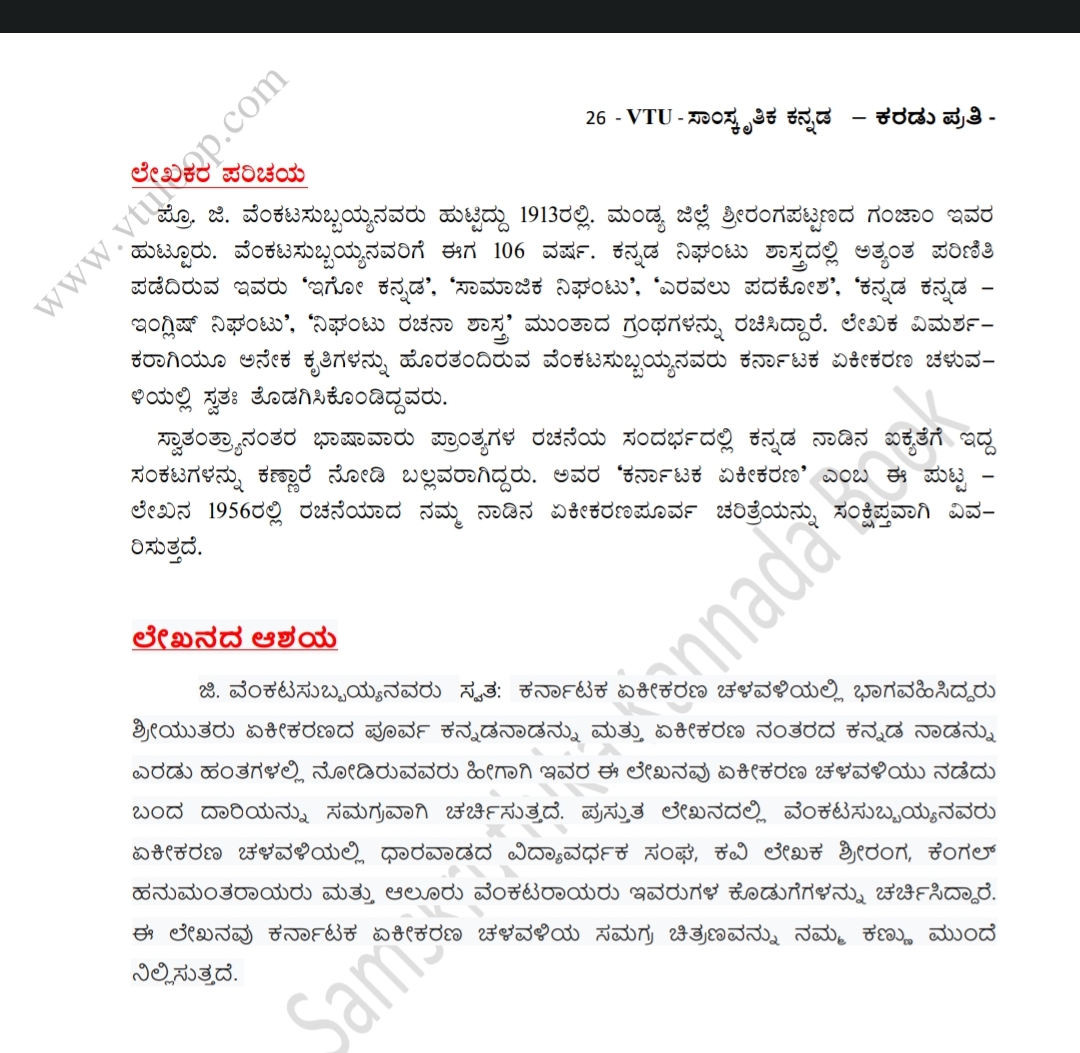 26 - VTU - ಸಾಂಸ್ಕೃತಿಕ ಕನ್ನಡ – ಕರಡು ಪ್ರತಿ -
www.vtuloop.com
ಲೇಖಕರ ಪರಿಚಯ
ಪ್ರೊ. ಜಿ. ವೆಂಕಟಸುಬ್ಬಯ್ಯನವರು ಹುಟ್ಟಿದ್ದು 1913ರಲ್ಲಿ. ಮಂಡ್ಯ ಜಿಲ್ಲೆ ಶ್ರೀರಂಗಪಟ್ಟಣದ ಗಂಜಾಂ ಇವರ
ಹುಟ್ಟೂರು. ವೆಂಕಟಸುಬ್ಬಯ್ಯನವರಿಗೆ ಈಗ 106 ವರ್ಷ. ಕನ್ನಡ ನಿಘಂಟು ಶಾಸ್ತ್ರದಲ್ಲಿ ಅತ್ಯಂತ ಪರಿಣಿತಿ
ಪಡೆದಿರುವ ಇವರು ‘ಇಗೋ ಕನ್ನಡ’, ‘ಸಾಮಾಜಿಕ ನಿಘಂಟು’, ‘ಎರವಲು ಪದಕೋಶ’, ‘ಕನ್ನಡ ಕನ್ನಡ –
ಇಂಗ್ಲಿಷ್ ನಿಘಂಟು’, ‘ನಿಘಂಟು ರಚನಾ ಶಾಸ್ತ್ರ’ ಮುಂತಾದ ಗ್ರಂಥಗಳನ್ನು ರಚಿಸಿದ್ದಾರೆ. ಲೇಖಕ ವಿಮರ್ಶ–
ಕರಾಗಿಯೂ ಅನೇಕ ಕೃತಿಗಳನ್ನು ಹೊರತಂದಿರುವ ವೆಂಕಟಸುಬ್ಬಯ್ಯನವರು ಕರ್ನಾಟಕ ಏಕೀಕರಣ ಚಳುವ–
ಳಿಯಲ್ಲಿ ಸ್ವತಃ ತೊಡಗಿಸಿಕೊಂಡಿದ್ದವರು.
ಸ್ವಾತಂತ್ರ್ಯಾನಂತರ ಭಾಷಾವಾರು ಪ್ರಾಂತ್ಯಗಳ ರಚನೆಯ ಸಂದರ್ಭದಲ್ಲಿ ಕನ್ನಡ ನಾಡಿನ ಐಕ್ಯತೆಗೆ ಇದ್ದ
ಸಂಕಟಗಳನ್ನು ಕಣ್ಣಾರೆ ನೋಡಿ ಬಲ್ಲವರಾಗಿದ್ದರು. ಅವರ ‘ಕರ್ನಾಟಕ ಏಕೀಕರಣ’ ಎಂಬ ಈ ಪುಟ್ಟ –
ಲೇಖನ 1956ರಲ್ಲಿ ರಚನೆಯಾದ ನಮ್ಮ ನಾಡಿನ ಏಕೀಕರಣಪೂರ್ವ ಚರಿತ್ರೆಯನ್ನು ಸಂಕ್ಷಿಪ್ತವಾಗಿ ವಿವ–
ರಿಸುತ್ತದೆ.
ಲೇಖನದ ಆಶಯ
ಜಿ. ವೆಂಕಟಸುಬ್ಬಯ್ಯನವರು ಸ್ವತ: ಕರ್ನಾಟಕ ಏಕೀಕರಣ ಚಳವಳಿಯಲ್ಲಿ ಭಾಗವಹಿಸಿದ್ದರು
ಶ್ರೀಯುತರು ಏಕೀಕರಣದ ಪೂರ್ವ ಕನ್ನಡನಾಡನ್ನು ಮತ್ತು ಏಕೀಕರಣ ನಂತರದ ಕನ್ನಡ ನಾಡನ್ನು
ಎರಡು ಹಂತಗಳಲ್ಲಿ ನೋಡಿರುವವರು ಹೀಗಾಗಿ ಇವರ ಈ ಲೇಖನವು ಏಕೀಕರಣ ಚಳವಳಿಯು ನಡೆದು
ಬಂದ ದಾರಿಯನ್ನು ಸಮಗ್ರವಾಗಿ ಚರ್ಚಿಸುತ್ತದೆ. ಪ್ರಸ್ತುತ ಲೇಖನದಲ್ಲಿ ವೆಂಕಟಸುಬ್ಬಯ್ಯನವರು
ಏಕೀಕರಣ ಚಳವಳಿಯಲ್ಲಿ ಧಾರವಾಡದ ವಿದ್ಯಾವರ್ಧಕ ಸಂಘ, ಕವಿ ಲೇಖಕ ಶ್ರೀರಂಗ, ಕೆಂಗಲ್
ಹನುಮಂತರಾಯರು ಮತ್ತು ಆಲೂರು ವೆಂಕಟರಾಯರು ಇವರುಗಳ ಕೊಡುಗೆಗಳನ್ನು ಚರ್ಚಿಸಿದ್ದಾರೆ.
ಈ ಲೇಖನವು ಕರ್ನಾಟಕ ಏಕೀಕರಣ ಚಳವಳಿಯ ಸಮಗ್ರ ಚಿತ್ರಣವನ್ನು ನಮ್ಮ ಕಣ್ಣು ಮುಂದೆ
ನಿಲ್ಲಿಸುತ್ತದೆ.
Kannada Book